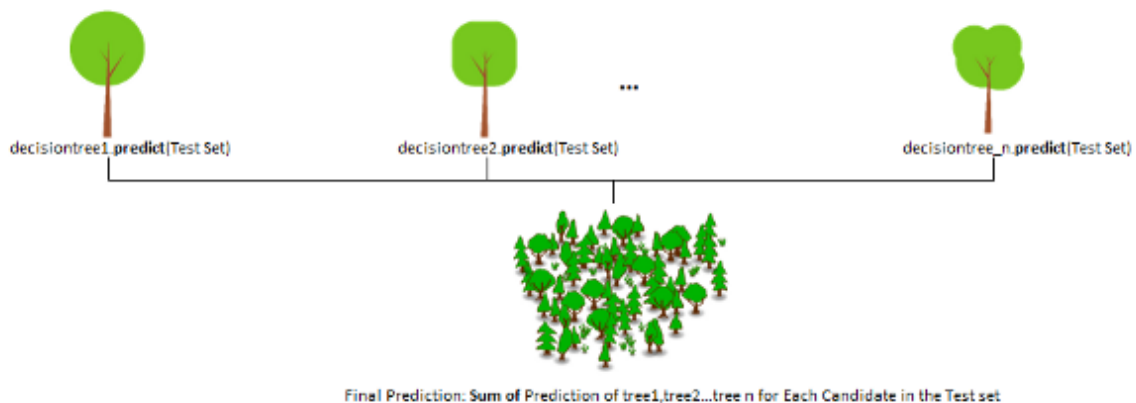 ...
decisiontree1.predict(Test Set) decisiontree2.predict(Test Set) decisiontree_n.predict(Test Set)
Final Prediction: Sum of Prediction of tree1,tree2...tree n for Each Candidate in the Test set